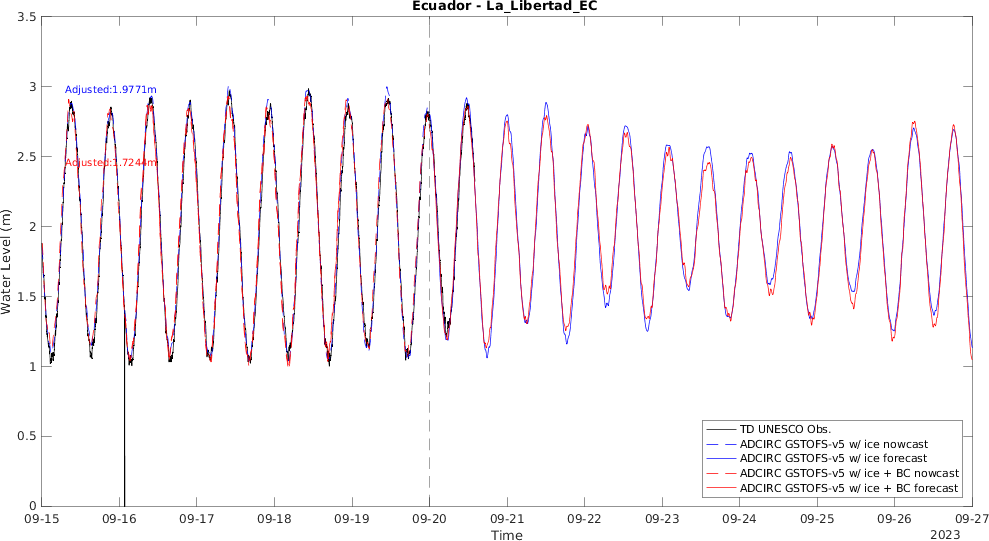 Ecuador - La_Libertad_EC
3.5
3
2.5
2
1.5
1
0.5
0
Water Level (m)
Adjusted:1.9771m
Adjusted:1.7244m
TD UNESCO Obs.
ADCIRC GSTOFS-v5 w/ ice nowcast
ADCIRC GSTOFS-v5 w/ ice forecast
ADCIRC GSTOFS-v5 w/ ice + BC nowcast
ADCIRC GSTOFS-v5 w/ ice + BC forecast
09-15 09-16 09-17 09-18 09-19 09-20 09-21 09-22 09-23 09-24 09-25 09-26 09-27
Time
2023